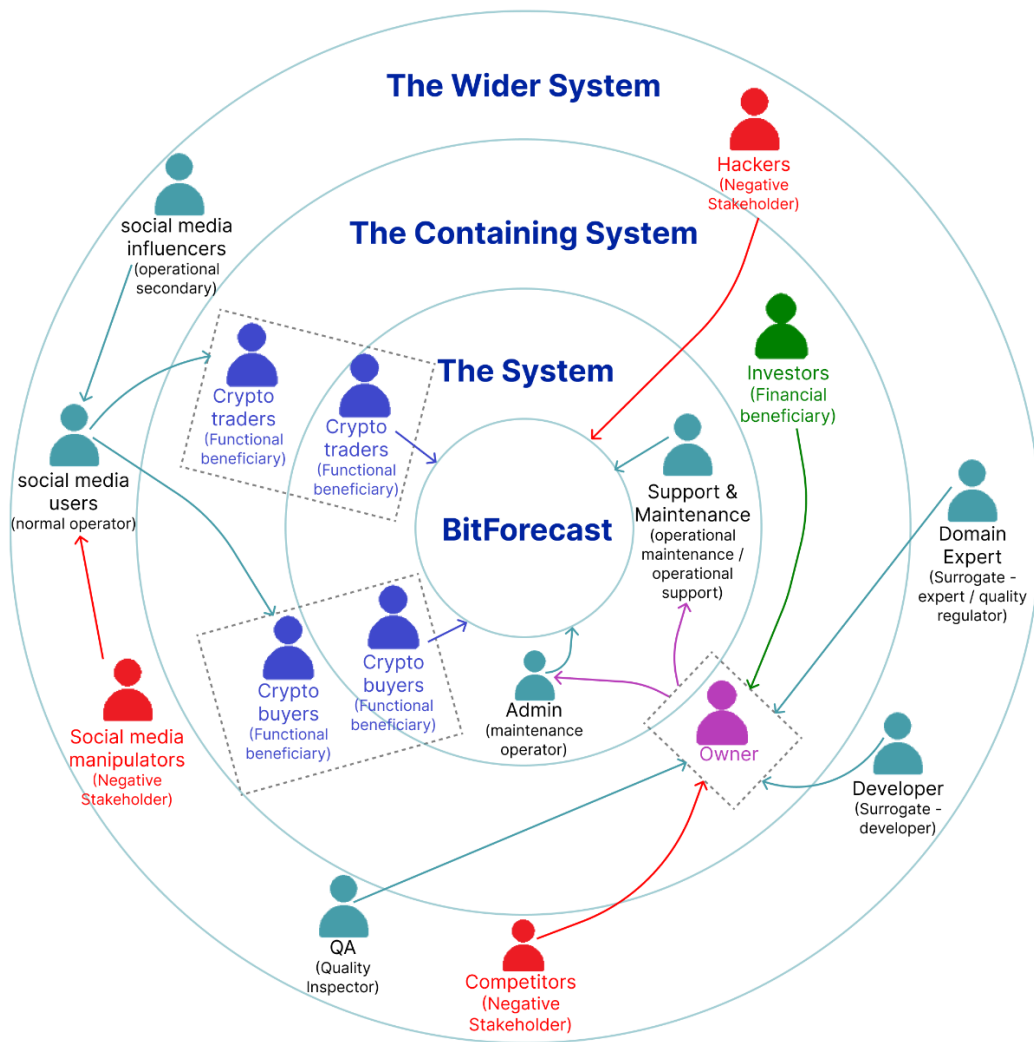 The Wider System
Hackers
(Negative
Stakeholder)
social media
influencers
(operational
secondary)
The Containing System
The System
Investors
(Financial
beneficiary)
Crypto
traders
(Functional
beneficiary)
Crypto
traders
(Functional
beneficiary)
social media
users
(normal operator)
Support &
Maintenance
(operational
maintenance /
operational
support)
BitForecast
Domain
Expert
(Surrogate -
expert / quality
regulator)
Crypto
buyers
(Functional
beneficiary)
Crypto
buyers
(Functional
beneficiary)
Admin
(maintenance
operator)
Owner
Social media
manipulators
(Negative
Stakeholder)
Developer
(Surrogate -
developer)
QA
(Quality
Inspector)
Competitors
(Negative
Stakeholder)